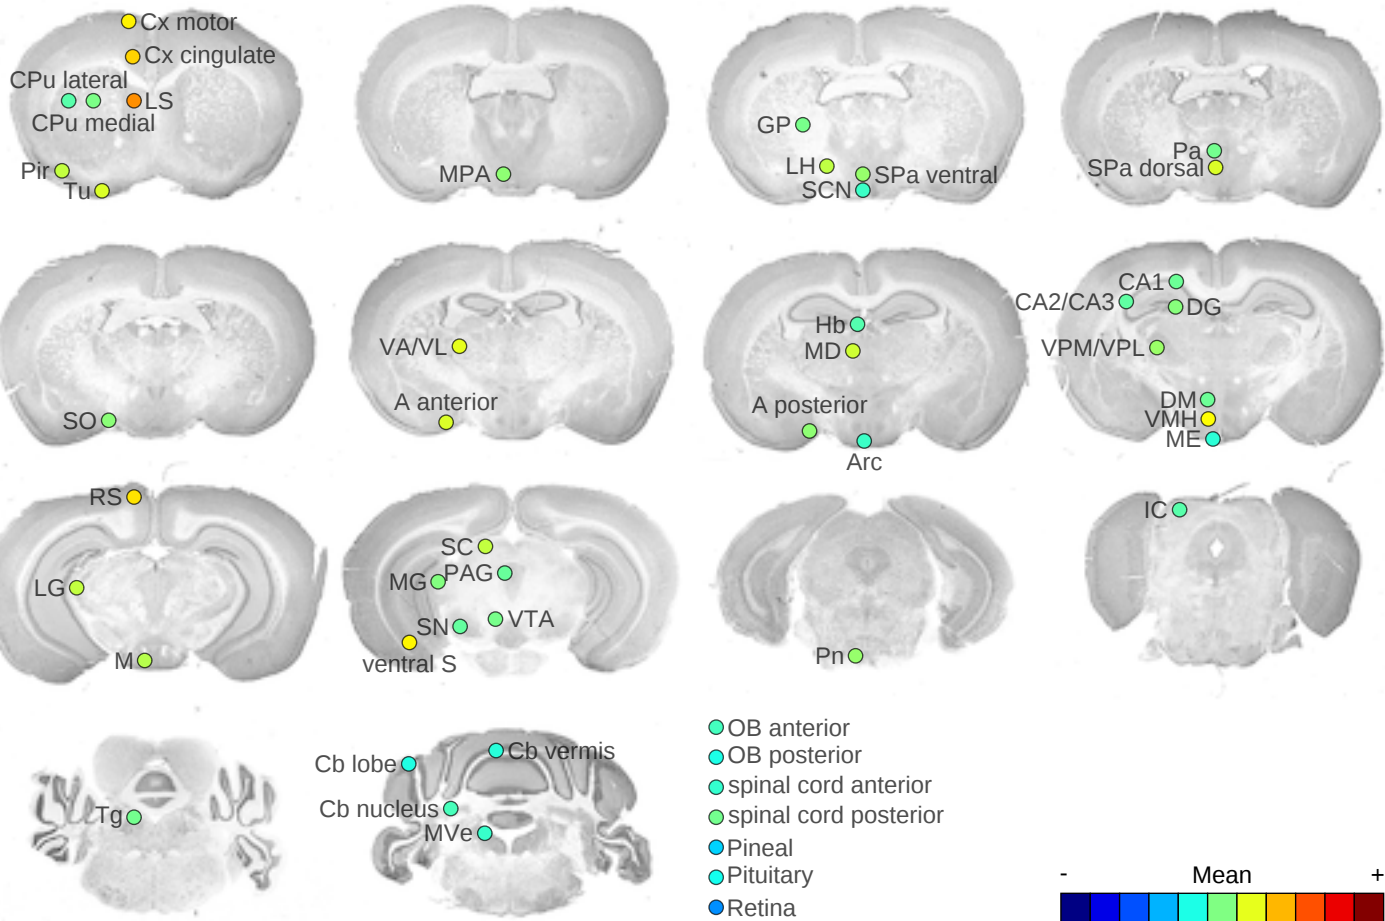 Cx motor
Cx cingulate
CPu lateral
LS
CPu medial
Pir
Tu
MPA
GP
LH
SPa ventral
SCN
Pa
SPa dorsal
SO
VA/VL
A anterior
Hb
MD
A posterior
Arc
CA1
CA2/CA3
DG
VPM/VPL
DM
VMH
ME
RS
LG
M
SC
MG
PAG
SN
VTA
ventral S
Pn
IC
Tg
Cb lobe
Cb vermis
Cb nucleus
MVe
OB anterior
OB posterior
spinal cord anterior
spinal cord posterior
Pineal
Pituitary
Retina
- Mean +